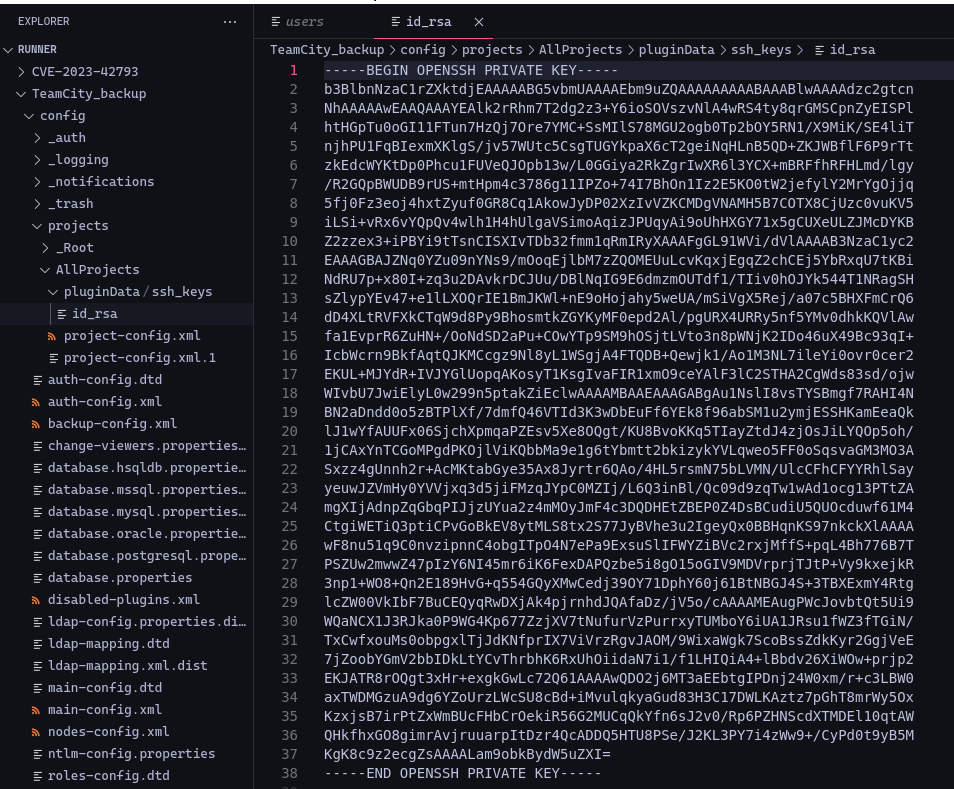 EXPLORER
RUNNER
CVE-2023-42793
TeamCity_backup
config
_auth
_logging
_notifications
_trash
projects
_Root
AllProjects
pluginData/ssh_keys
id_rsa
project-config.xml
project-config.xml.1
auth-config.dtd
auth-config.xml
backup-config.xml
change-viewers.properties…
database.hsqldb.propertie…
database.mssql.properties…
database.mysql.properties…
database.oracle.propertie…
database.postgresql.prope…
database.properties
disabled-plugins.xml
ldap-config.properties.di…
ldap-mapping.dtd
ldap-mapping.xml.dist
main-config.dtd
main-config.xml
nodes-config.xml
ntlm-config.properties
roles-config.dtd
users id_rsa
TeamCity_backup > config > projects > AllProjects > pluginData > ssh_keys > id_rsa
1 -----BEGIN OPENSSH PRIVATE KEY-----
2 b3BlbnNzaC1rZXktdjEAAAAABG5vbmUAAAAEbm9uZQAAAAAAAAABAAABlwAAAAdzc2gtcn
3 NhAAAAAwEAAQAAAYEAlk2rRhm7T2dg2z3+Y6ioSOVszvNlA4wRS4ty8qrGMSCpnZyEISPl
4 htHGpTu0oGI11FTun7HzQj7Ore7YMC+SsMIlS78MGU2ogb0Tp2bOY5RN1/X9MiK/SE4liT
5 njhPU1FqBIexmXKlgS/jv57WUtc5CsgTUGYkpaX6cT2geiNqHLnB5QD+ZKJWBflF6P9rTt
6 zkEdcWYKtDp0Phcu1FUVeQJOpb13w/L0GGiya2RkZgrIwXR6l3YCX+mBRFfhRFHLmd/lgy
7 /R2GQpBWUDB9rUS+mtHpm4c3786g11IPZo+74I7BhOn1Iz2E5KO0tW2jefylY2MrYgOjjq
8 5fj0Fz3eoj4hxtZyuf0GR8Cq1AkowJyDP02XzIvVZKCMDgVNAMH5B7COTX8CjUzc0vuKV5
9 iLSi+vRx6vYQpQv4wlh1H4hUlgaVSimoAqizJPUqyAi9oUhHXGY71x5gCUXeULZJMcDYKB
10 Z2zzex3+iPBYi9tTsnCISXIvTDb32fmm1qRmIRyXAAAFgGL91WVi/dVlAAAAB3NzaC1yc2
11 EAAAGBAJZNq0YZu09nYNs9/mOoqEjlbM7zZQOMEUuLcvKqxjEgqZ2chCEj5YbRxqU7tKBi
12 NdRU7p+x80I+zq3u2DAvkrDCJUu/DBlNqIG9E6dmzmOUTdf1/TIiv0hOJYk544T1NRagSH
13 sZlypYEv47+e1lLXOQrIE1BmJKWl+nE9oHojahy5weUA/mSiVgX5Rej/a07c5BHXFmCrQ6
14 dD4XLtRVFXkCTqW9d8Py9BhosmtkZGYKyMF0epd2Al/pgURX4URRy5nf5YMv0dhkKQVlAw
15 fa1EvprR6ZuHN+/OoNdSD2aPu+COwYTp9SM9hOSjtLVto3n8pWNjK2IDo46uX49Bc93qI+
16 IcbWcrn9BkfAqtQJKMCcgz9Nl8yL1WSgjA4FTQDB+Qewjk1/Ao1M3NL7ileYi0ovr0cer2
17 EKUL+MJYdR+IVJYGlUopqAKosyT1KsgIvaFIR1xmO9ceYAlF3lC2STHA2CgWds83sd/ojw
18 WIvbU7JwiElyL0w299n5ptakZiEclwAAAAMBAAEAAAGABgAu1NslI8vsTYSBmgf7RAHI4N
19 BN2aDndd0o5zBTPlXf/7dmfQ46VTId3K3wDbEuFf6YEk8f96abSM1u2ymjESSHKamEeaQk
20 lJ1wYfAUUFx06SjchXpmqaPZEsv5Xe8OQgt/KU8BvoKKq5TIayZtdJ4zjOsJiLYQOp5oh/
21 1jCAxYnTCGoMPgdPKOjlViKQbbMa9e1g6tYbmtt2bkizykYVLqweo5FF0oSqsvaGM3MO3A
22 Sxzz4gUnnh2r+AcMKtabGye35Ax8Jyrtr6QAo/4HL5rsmN75bLVMN/UlcCFhCFYYRhlSay
23 yeuwJZVmHy0YVVjxq3d5jiFMzqJYpC0MZIj/L6Q3inBl/Qc09d9zqTw1wAd1ocg13PTtZA
24 mgXIjAdnpZqGbqPIJjzUYua2z4mMOyJmF4c3DQDHEtZBEP0Z4DsBCudiU5QUOcduwf61M4
25 CtgiWETiQ3ptiCPvGoBkEV8ytMLS8tx2S77JyBVhe3u2IgeyQx0BBHqnKS97nkckXlAAAA
26 wF8nu51q9C0nvzipnnC4obgITpO4N7ePa9ExsuSlIFWYZiBVc2rxjMffS+pqL4Bh776B7T
27 PSZUw2mwwZ47pIzY6NI45mr6iK6FexDAPQzbe5i8gO15oGIV9MDVrprjTJtP+Vy9kxejkR
28 3np1+WO8+Qn2E189HvG+q554GQyXMwCedj39OY71DphY60j61BtNBGJ4S+3TBXExmY4Rtg
29 lcZW00VkIbF7BuCEQyqRwDXjAk4pjrnhdJQAfaDz/jV5o/cAAAAMEAugPWcJovbtQt5Ui9
30 WQaNCX1J3RJka0P9WG4Kp677ZzjXV7tNufurVzPurrxyTUMboY6iUA1JRsu1fWZ3fTGiN/
31 TxCwfxouMs0obpgxlTjJdKNfprIX7ViVrzRgvJAOM/9WixaWgk7ScoBssZdkKyr2GgjVeE
32 7jZoobYGmV2bbIDkLtYCvThrbhK6RxUhOiidaN7i1/f1LHIQiA4+lBbdv26XiWOw+prjp2
33 EKJATR8rOQgt3xHr+exgkGwLc72Q61AAAAwQDO2j6MT3aEEbtgIPDnj24W0xm/r+c3LBW0
34 axTWDMGzuA9dg6YZoUrzLWcSU8cBd+iMvulqkyaGud83H3C17DWLKAztz7pGhT8mrWy5Ox
35 KzxjsB7irPtZxWmBUcFHbCrOekiR56G2MUCqQkYfn6sJ2v0/Rp6PZHNScdXTMDEl10qtAW
36 QHkfhxGO8gimrAvjruuarpItDzr4QcADDQ5HTU8PSe/J2KL3PY7i4zWw9+/CyPd0t9yB5M
37 KgK8c9z2ecgZsAAAALam9obkBydW5uZXI=
38 -----END OPENSSH PRIVATE KEY-----